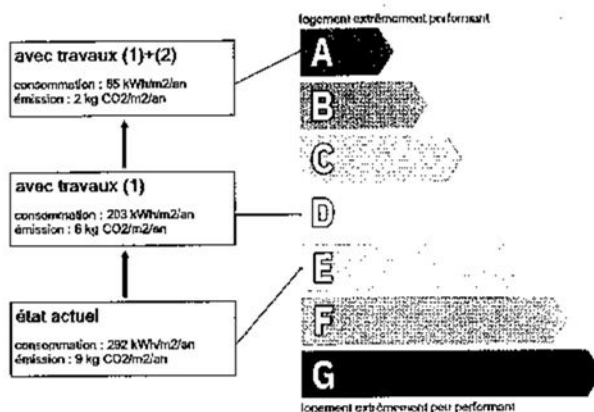 logement extrêmement performant
avec travaux (1)+(2)
consommation : 65 kWh/m2/an
émission : 2 kg CO2/m2/an
avec travaux (1)
consommation : 203 kWh/m2/an
émission : 6 kg CO2/m2/an
état actuel
consommation : 292 kWh/m2/an
émission : 9 kg CO2/m2/an
A
B
C
D
E
F
G
logement extrêmement peu performant